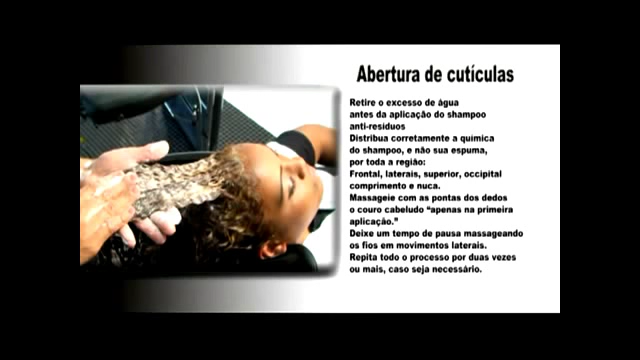 Abertura de cutículas
Retire o excesso de água
antes da aplicação do shampoo
anti-resíduos
Distribua corretamente a química
do shampoo, e não sua espuma,
por toda a região:
Frontal, laterais, superior, occipital
comprimento e nuca.
Massageie com as pontas dos dedos
o couro cabeludo “apenas na primeira
aplicação.”
Deixe um tempo de pausa massageando
os fios em movimentos laterais.
Repita todo o processo por duas vezes
ou mais, caso seja necessário.